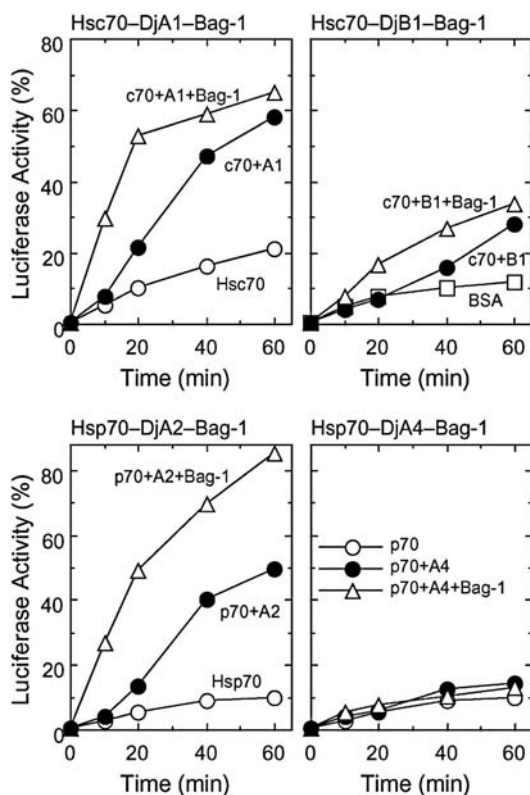 Hsc70–DjA1–Bag-1
Hsc70–DjB1–Bag-1
Luciferase Activity (%)
80
60
40
20
0
c70+A1+Bag-1
c70+A1
Hsc70
c70+B1+Bag-1
c70+B1
BSA
0 20 40 60
Time (min)
0 20 40 60
Time (min)
Hsp70–DjA2–Bag-1
Hsp70–DjA4–Bag-1
Luciferase Activity (%)
80
60
40
20
0
p70+A2+Bag-1
p70+A2
Hsp70
p70
p70+A4
p70+A4+Bag-1
0 20 40 60
Time (min)
0 20 40 60
Time (min)